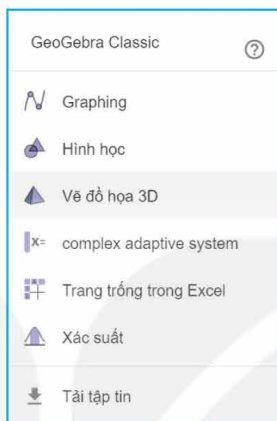 GeoGebra Classic
Graphing
Hình học
Vẽ đồ họa 3D
x= complex adaptive system
Trang trống trong Excel
Xác suất
Tải tập tin